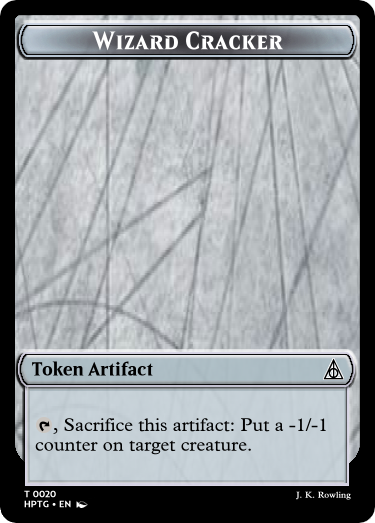 Wizard Cracker
Token Artifact
, Sacrifice this artifact: Put a -1/-1
counter on target creature.
T 0020
HPTG • EN
J. K. Rowling